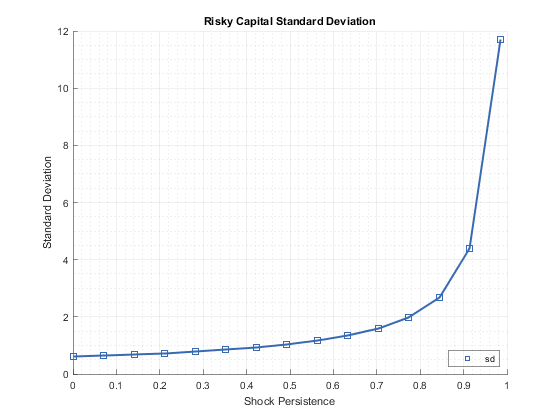 Risky Capital Standard Deviation
12
10
8
6
4
2
0
Standard Deviation
sd
0 0.1 0.2 0.3 0.4 0.5 0.6 0.7 0.8 0.9 1
Shock Persistence